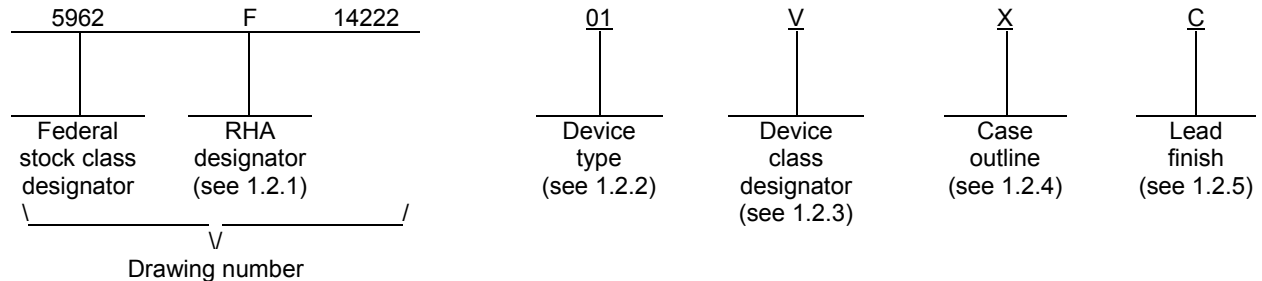 5962 F 14222 01 V X C
Federal stock class designator
RHA designator (see 1.2.1)
Device type (see 1.2.2)
Device class designator (see 1.2.3)
Case outline (see 1.2.4)
Lead finish (see 1.2.5)
\ /
\/
Drawing number